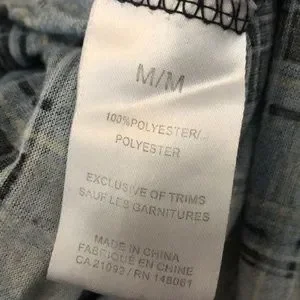 M/M
100%POLYESTER/
POLYESTER
EXCLUSIVE OF TRIMS
SAUF LES GARNITURES
MADE IN CHINA
FABRIQUÉ EN CHINE
CA 21093 / RN 148061